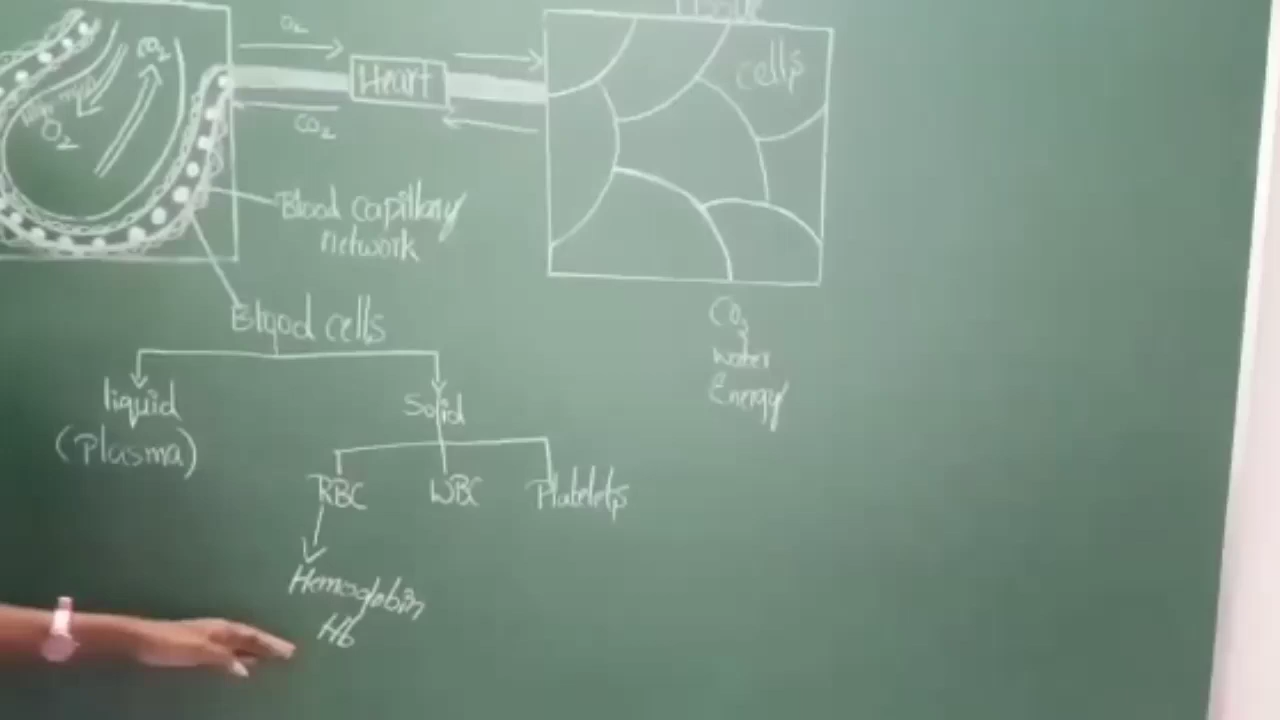 O₂
CO₂
O₂
Heart
CO₂
cells
Blood capillary
network
Blood cells
liquid
(Plasma)
Solid
RBC
WBC
Platelets
Hemoglobin
Hb
CO₂
Water
Energy